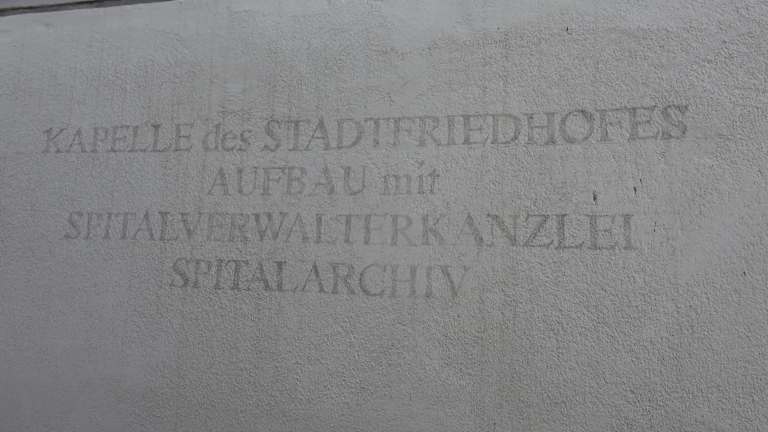 KAPELLE des STADTFRIEDHOFES
AUFBAU mit
SPITALVERWALTERKANZLEI
SPITALARCHIV